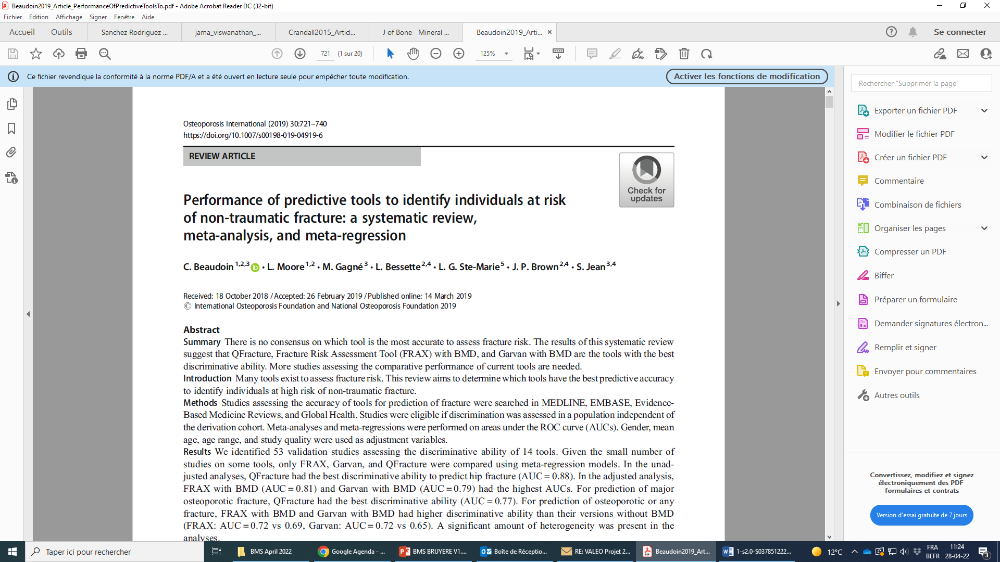 Beaudoin2019_Article_PerformanceOfPredictiveToolsTo.pdf - Adobe Acrobat Reader DC (32-bit)
Fichier Edition Affichage Signer Fenêtre Aide
Accueil Outils Sanchez Rodriguez ... jama_viswanathan_... Crandall2015_Articl... J of Bone Mineral ... Beaudoin2019_Arti... Se connecter
721 (1 sur 20) 125%
Ce fichier revendique la conformité à la norme PDF/A et a été ouvert en lecture seule pour empêcher toute modification. Activer les fonctions de modification
Osteoporosis International (2019) 30:721–740
https://doi.org/10.1007/s00198-019-04919-6
REVIEW ARTICLE
Check for
updates
Performance of predictive tools to identify individuals at risk
of non-traumatic fracture: a systematic review,
meta-analysis, and meta-regression
C. Beaudoin 1,2,3 iD • L. Moore 1,2 • M. Gagné 3 • L. Bessette 2,4 • L. G. Ste-Marie 5 • J. P. Brown 2,4 • S. Jean 3,4
Received: 18 October 2018 / Accepted: 26 February 2019 / Published online: 14 March 2019
© International Osteoporosis Foundation and National Osteoporosis Foundation 2019
Abstract
Summary There is no consensus on which tool is the most accurate to assess fracture risk. The results of this systematic review
suggest that QFracture, Fracture Risk Assessment Tool (FRAX) with BMD, and Garvan with BMD are the tools with the best
discriminative ability. More studies assessing the comparative performance of current tools are needed.
Introduction Many tools exist to assess fracture risk. This review aims to determine which tools have the best predictive accuracy
to identify individuals at high risk of non-traumatic fracture.
Methods Studies assessing the accuracy of tools for prediction of fracture were searched in MEDLINE, EMBASE, Evidence-
Based Medicine Reviews, and Global Health. Studies were eligible if discrimination was assessed in a population independent of
the derivation cohort. Meta-analyses and meta-regressions were performed on areas under the ROC curve (AUCs). Gender, mean
age, age range, and study quality were used as adjustment variables.
Results We identified 53 validation studies assessing the discriminative ability of 14 tools. Given the small number of
studies on some tools, only FRAX, Garvan, and QFracture were compared using meta-regression models. In the unad-
justed analyses, QFracture had the best discriminative ability to predict hip fracture (AUC = 0.88). In the adjusted analysis,
FRAX with BMD (AUC = 0.81) and Garvan with BMD (AUC = 0.79) had the highest AUCs. For prediction of major
osteoporotic fracture, QFracture had the best discriminative ability (AUC = 0.77). For prediction of osteoporotic or any
fracture, FRAX with BMD and Garvan with BMD had higher discriminative ability than their versions without BMD
(FRAX: AUC = 0.72 vs 0.69, Garvan: AUC = 0.72 vs 0.65). A significant amount of heterogeneity was present in the
analyses.
Rechercher "Supprimer la page"
Exporter un fichier PDF
Modifier le fichier PDF
Créer un fichier PDF
Commentaire
Combinaison de fichiers
Organiser les pages
Compresser un PDF
Biffer
Préparer un formulaire
Demander signatures électron...
Remplir et signer
Envoyer pour commentaires
Autres outils
Convertissez, modifiez et signez
électroniquement des PDF
formulaires et contrats
Version d'essai gratuite de 7 jours
Taper ici pour rechercher
BMS April 2022
Google Agenda - ...
BMS BRUYERE V1....
Boîte de Réceptio...
RE: VALEO Projet 2...
Beaudoin2019_Art...
1-s2.0-S037851222...
12°C
FRA
BEFR
11:24
28-04-22
3